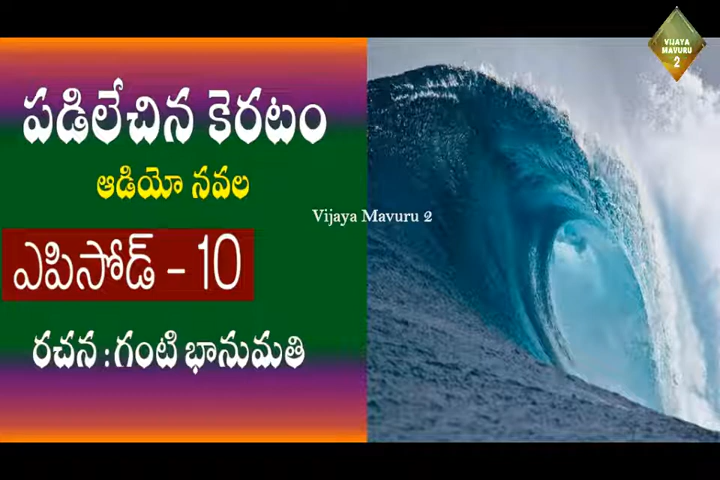 పడిలేచిన కెరటం
ఆడియో నవల
ఎపిసోడ్ - 10
రచన : గంటి భానుమతి
Vijaya Mavuru 2
VIJAYA
MAVURU
2